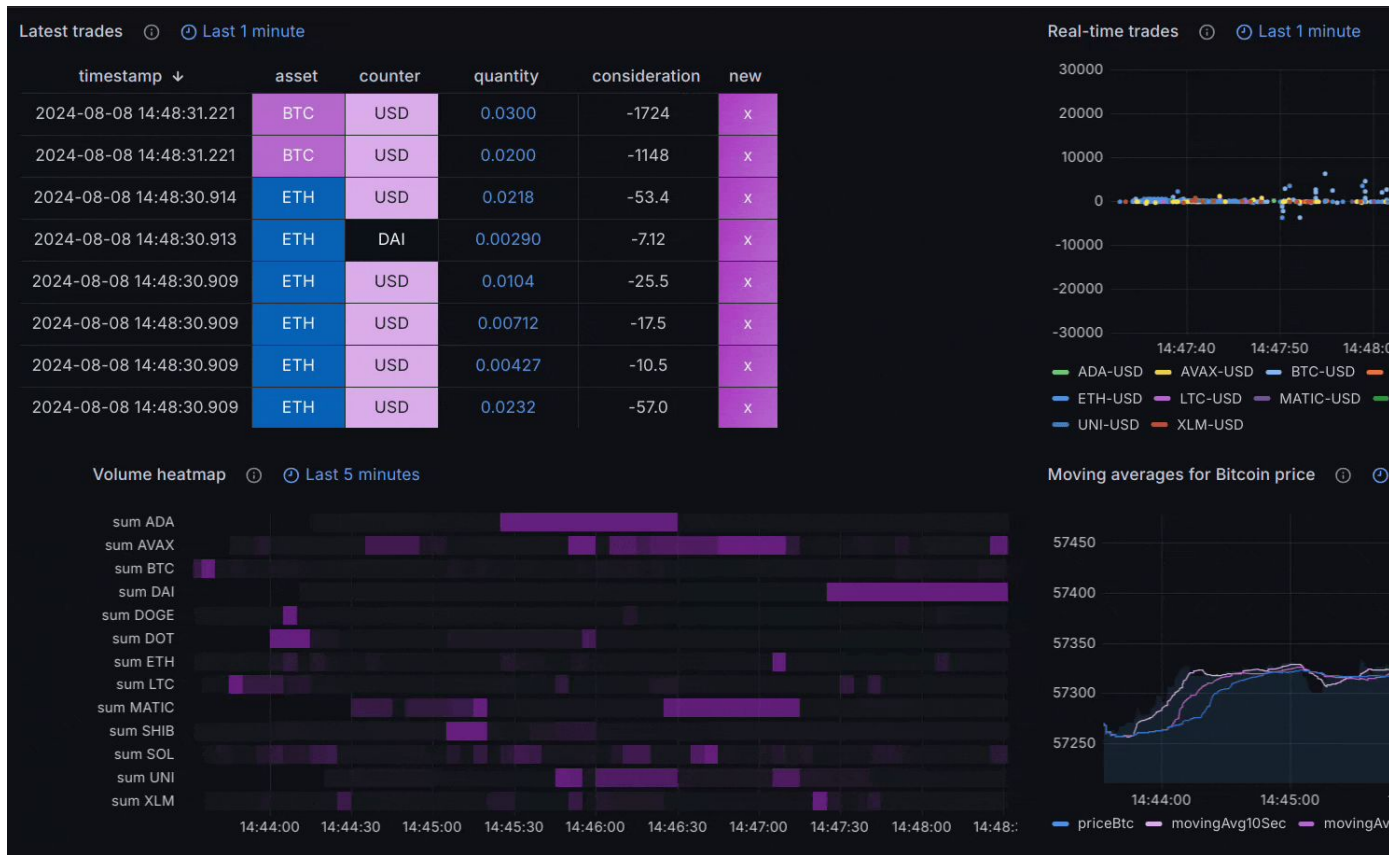 Latest trades Last 1 minute
timestamp ↓ asset counter quantity consideration new
2024-08-08 14:48:31.221 BTC USD 0.0300 -1724 x
2024-08-08 14:48:31.221 BTC USD 0.0200 -1148 x
2024-08-08 14:48:30.914 ETH USD 0.0218 -53.4 x
2024-08-08 14:48:30.913 ETH DAI 0.00290 -7.12 x
2024-08-08 14:48:30.909 ETH USD 0.0104 -25.5 x
2024-08-08 14:48:30.909 ETH USD 0.00712 -17.5 x
2024-08-08 14:48:30.909 ETH USD 0.00427 -10.5 x
2024-08-08 14:48:30.909 ETH USD 0.0232 -57.0 x
Real-time trades Last 1 minute
30000
20000
10000
0
-10000
-20000
-30000
14:47:40 14:47:50 14:48:0
ADA-USD AVAX-USD BTC-USD
ETH-USD LTC-USD MATIC-USD
UNI-USD XLM-USD
Volume heatmap Last 5 minutes
sum ADA
sum AVAX
sum BTC
sum DAI
sum DOGE
sum DOT
sum ETH
sum LTC
sum MATIC
sum SHIB
sum SOL
sum UNI
sum XLM
14:44:00 14:44:30 14:45:00 14:45:30 14:46:00 14:46:30 14:47:00 14:47:30 14:48:00 14:48:
Moving averages for Bitcoin price
57450
57400
57350
57300
57250
14:44:00 14:45:00
priceBtc movingAvg10Sec movingAv